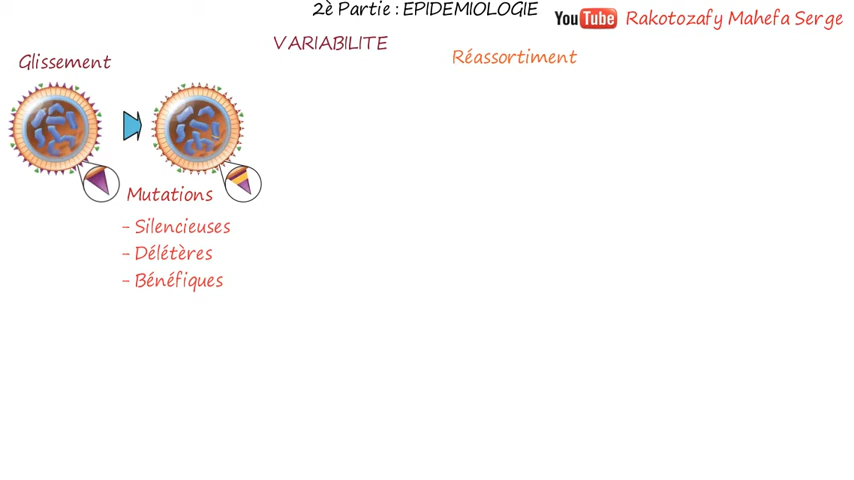 2è Partie : EPIDEMIOLOGIE
YouTube Rakotozafy Mahefa Serge
VARIABILITE
Glissement
Réassortiment
Mutations
- Silencieuses
- Délétères
- Bénéfiques